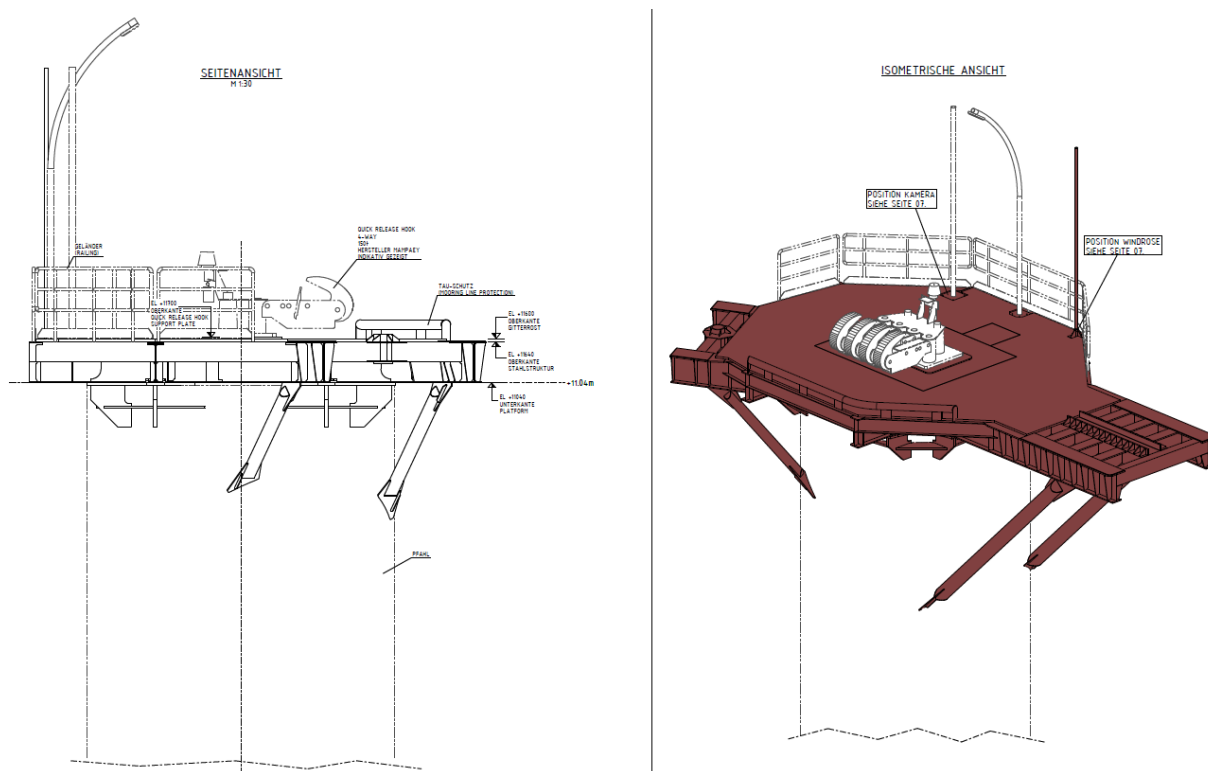 SEITENANSICHT
M 1:30
GELÄNDER
(RAILING)
EL +11700
OBERKANTE
QUICK RELEASE HOOK
SUPPORT PLATE
QUICK RELEASE HOOK
4-WAY
150t
HERSTELLER MAMPAEY
INDIKATIV GEZEIGT
TAU-SCHUTZ
(MOORING LINE PROTECTION)
EL +11600
OBERKANTE
GITTERROST
EL +11640
OBERKANTE
STAHLSTRUKTUR
+11.04m
EL +11040
UNTERKANTE
PLATFORM
PFAHL
ISOMETRISCHE ANSICHT
POSITION KAMERA
SIEHE SEITE 07.
POSITION WINDROSE
SIEHE SEITE 07.